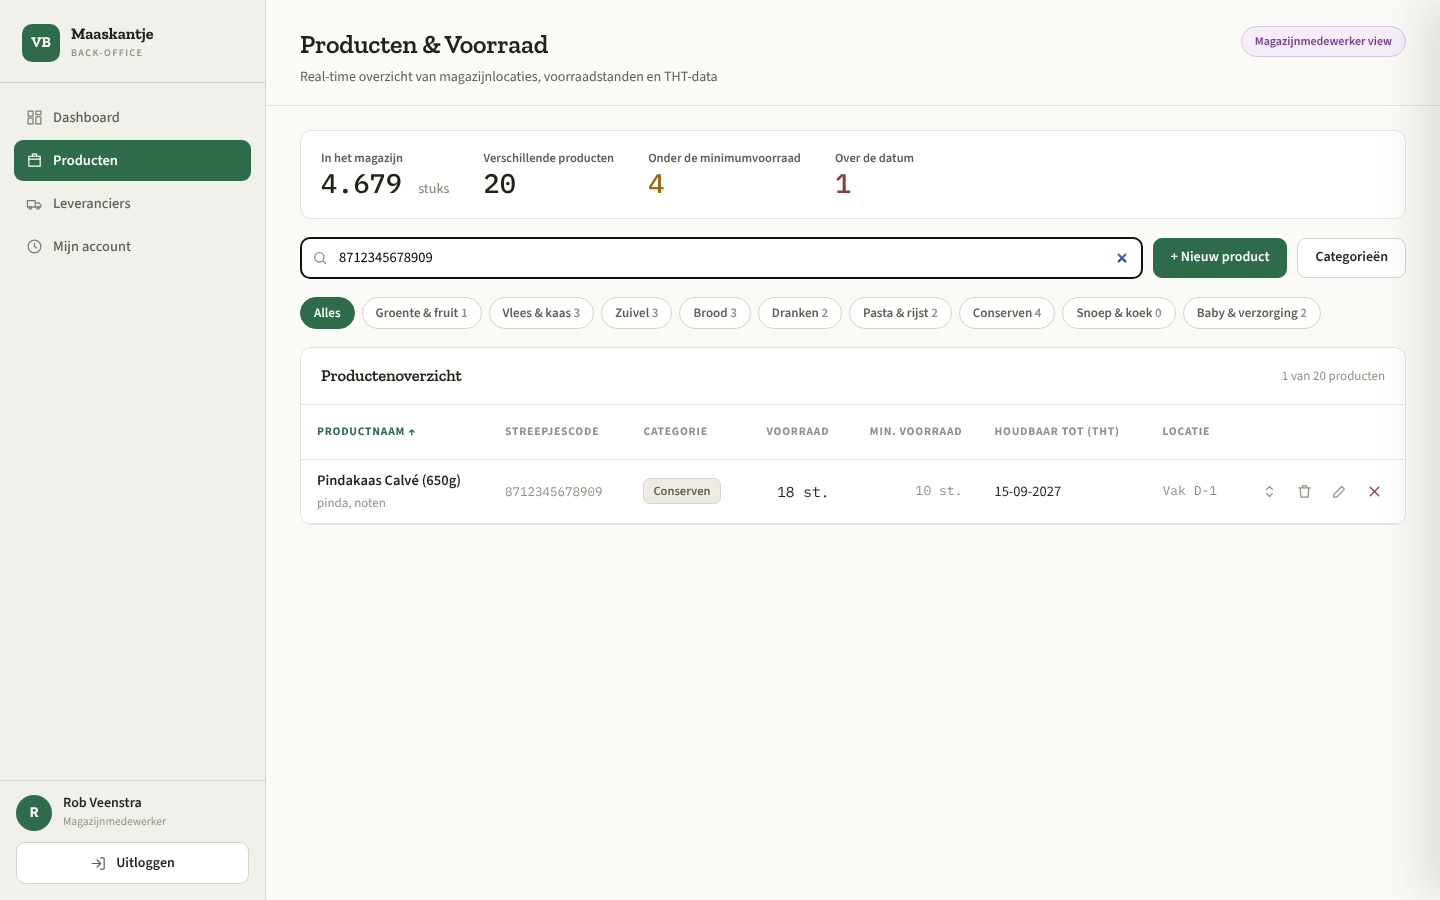 VB
Maaskantje
BACK-OFFICE
Dashboard
Producten
Leveranciers
Mijn account
Rob Veenstra
R
Magazijnmedewerker
Uitloggen
Producten & Voorraad
Real-time overzicht van magazijnlocaties, voorraadstanden en THT-data
Magazijnmedewerker view
In het magazijn
4.679 stuks
Verschillende producten
20
Onder de minimumvoorraad
4
Over de datum
1
8712345678909
+ Nieuw product
Categorieën
Alles
Groente & fruit 1
Vlees & kaas 3
Zuivel 3
Brood 3
Dranken 2
Pasta & rijst 2
Conserven 4
Snoep & koek 0
Baby & verzorging 2
Productenoverzicht
1 van 20 producten
PRODUCTNAAM ↑ STREEPJESCODE CATEGORIE VOORRAAD MIN. VOORRAAD HOUDBAAR TOT (THT) LOCATIE
Pindakaas Calvé (650g) 8712345678909 Conserven 18 st. 10 st. 15-09-2027 Vak D-1
pinda, noten